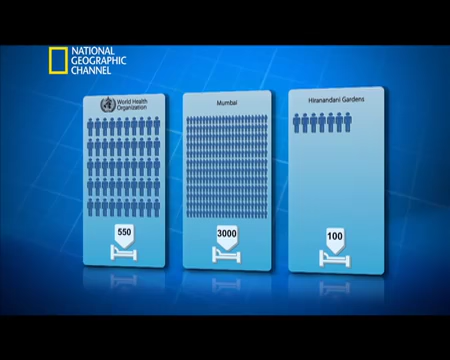 NATIONAL
GEOGRAPHIC
CHANNEL
World Health
Organization
Mumbai
Hiranandani Gardens
550
3000
100